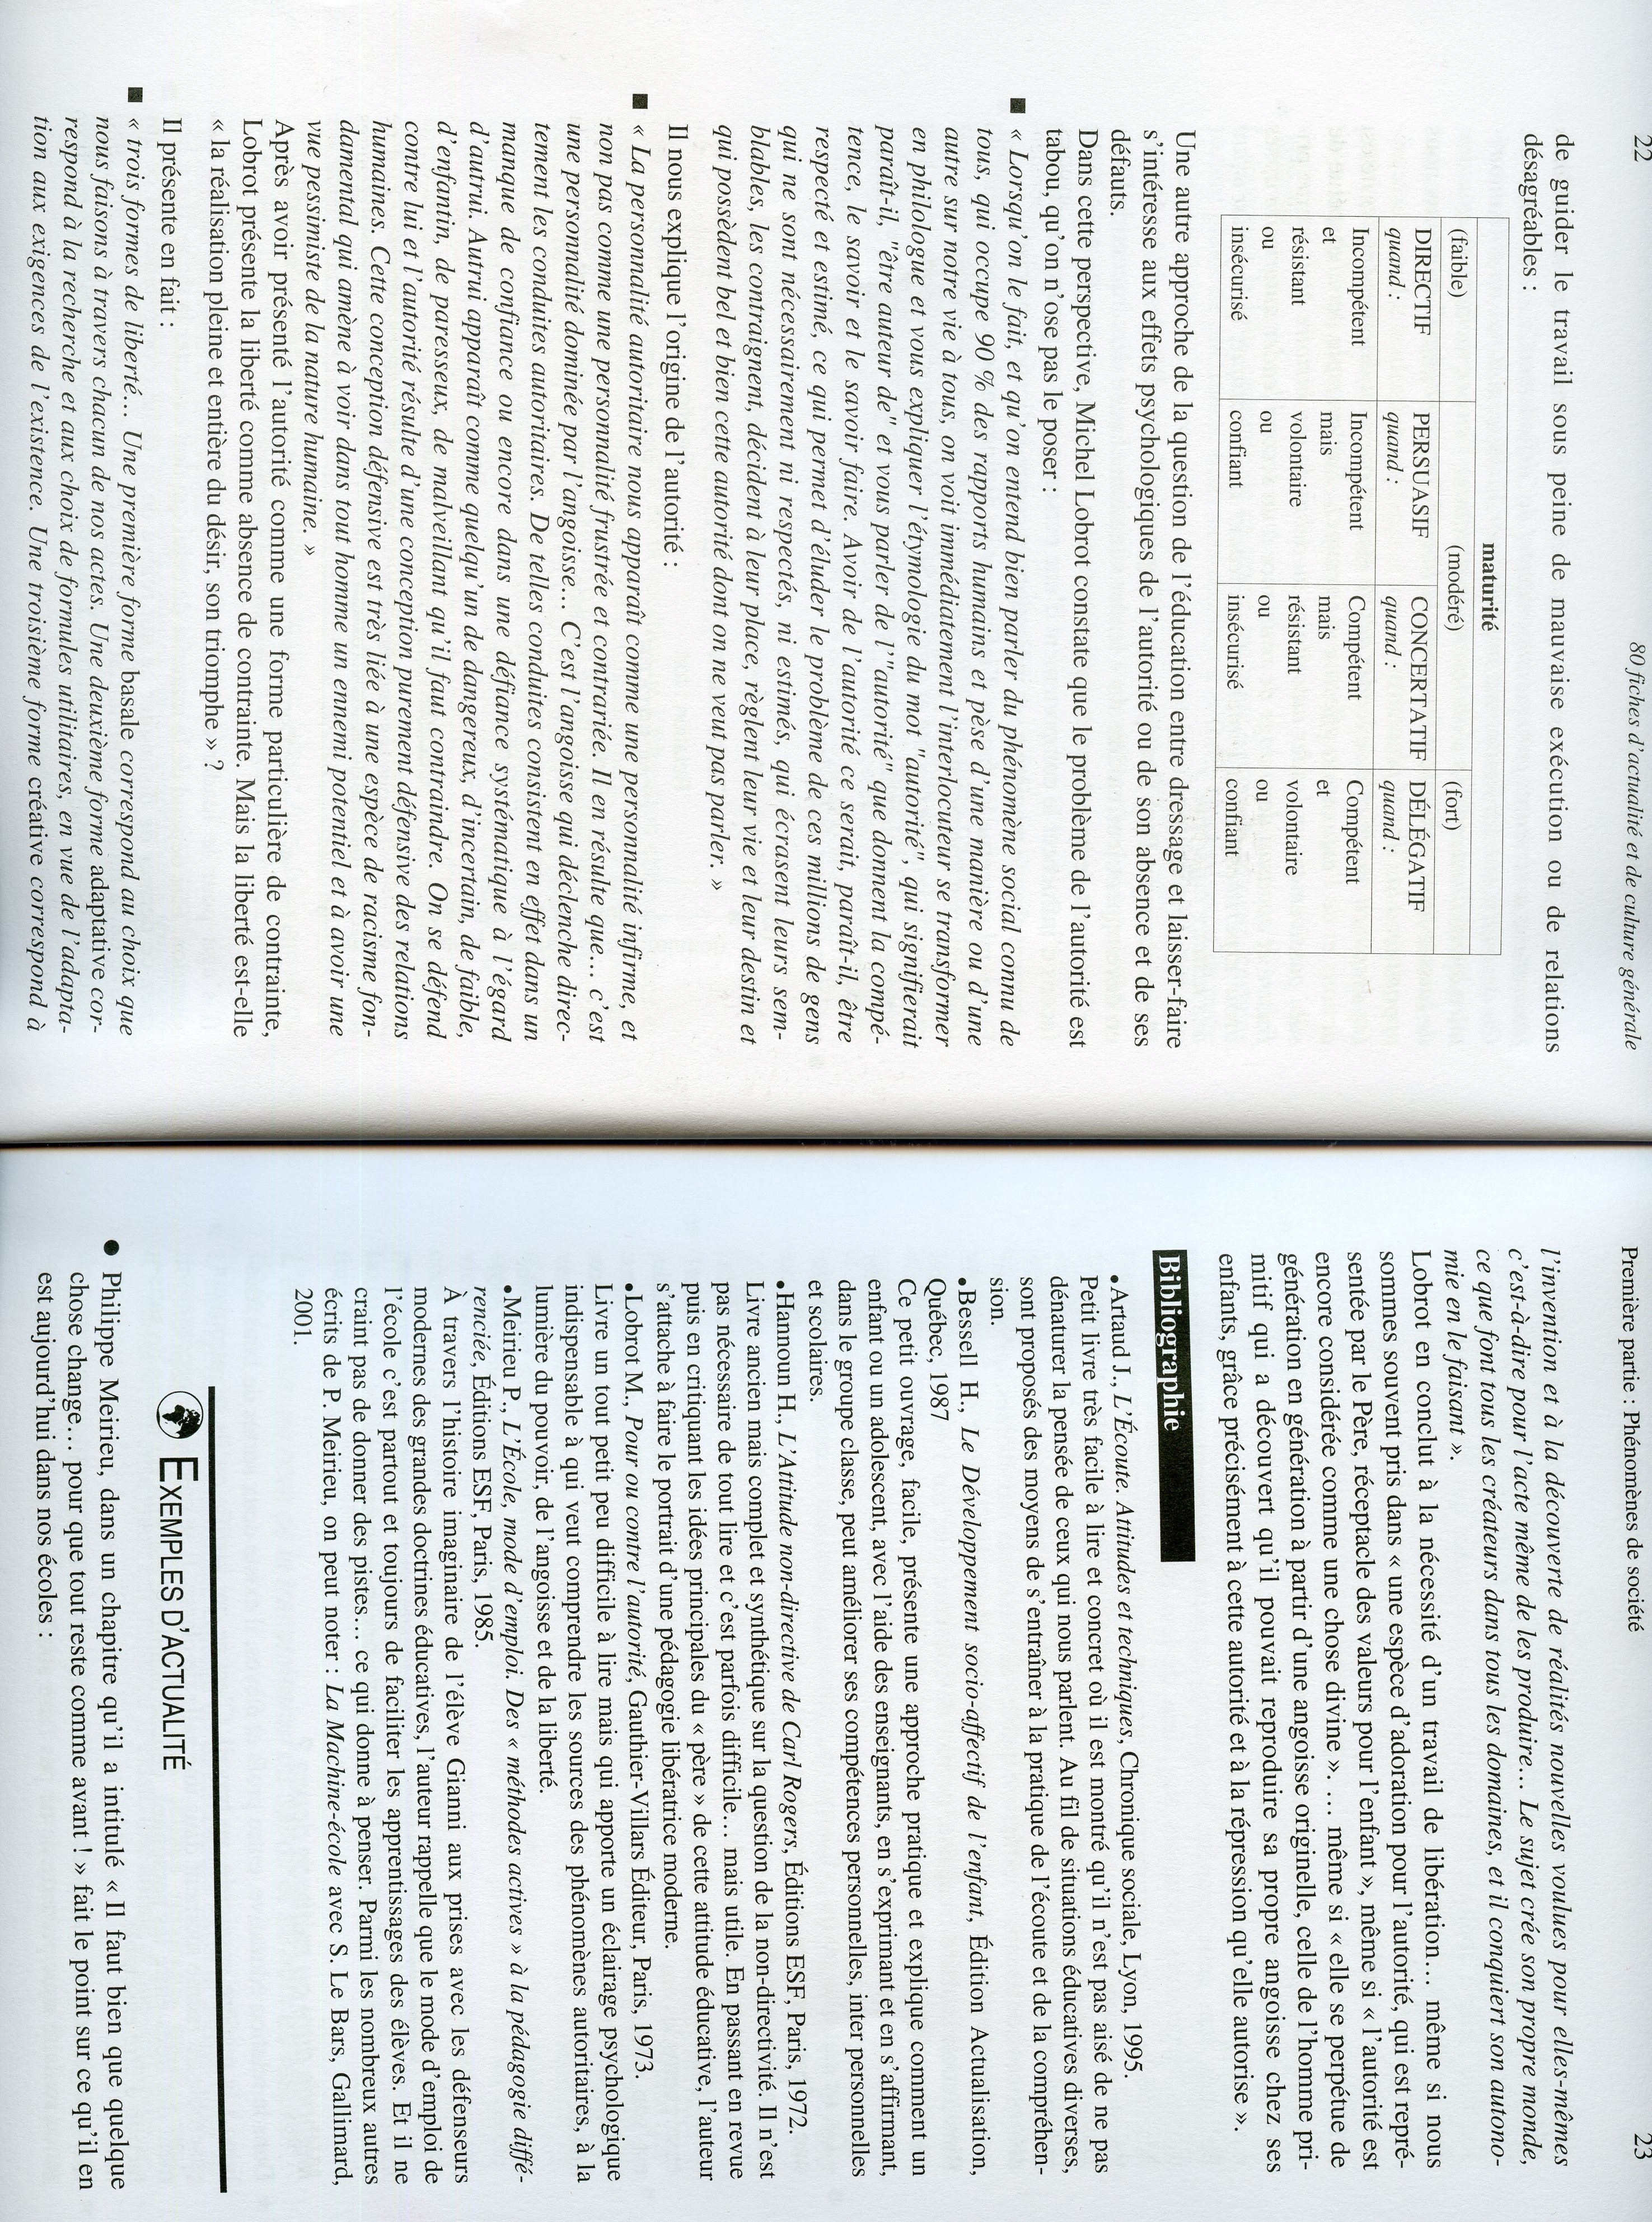 22
80 fiches d'actualité et de culture générale
de guider le travail sous peine de mauvaise exécution ou de relations
désagréables :
maturité
(faible) (modéré) (fort)
DIRECTIF PERSUASIF CONCERTATIF DÉLÉGATIF
quand : quand : quand : quand :
Incompétent Incompétent Compétent Compétent
et mais mais et
résistant volontaire résistant volontaire
ou ou ou ou
insécurisé confiant insécurisé confiant
Une autre approche de la question de l'éducation entre dressage et laisser-faire
s'intéresse aux effets psychologiques de l'autorité ou de son absence et de ses
défauts.
Dans cette perspective, Michel Lobrot constate que le problème de l'autorité est
tabou, qu'on n'ose pas le poser :
■ « Lorsqu'on le fait, et qu'on entend bien parler du phénomène social connu de
tous, qui occupe 90 % des rapports humains et pèse d'une manière ou d'une
autre sur notre vie à tous, on voit immédiatement l'interlocuteur se transformer
en philologue et vous expliquer l'étymologie du mot "autorité", qui signifierait
paraît-il, "être auteur de" et vous parler de l'"autorité" que donnent la compé-
tence, le savoir et le savoir faire. Avoir de l'autorité ce serait, paraît-il, être
respecté et estimé, ce qui permet d'éluder le problème de ces millions de gens
qui ne sont nécessairement ni respectés, ni estimés, qui écrasent leurs sem-
blables, les contraignent, décident à leur place, règlent leur vie et leur destin et
qui possèdent bel et bien cette autorité dont on ne veut pas parler. »
Il nous explique l'origine de l'autorité :
■ « La personnalité autoritaire nous apparaît comme une personnalité infirme, et
non pas comme une personnalité frustrée et contrariée. Il en résulte que... c'est
une personnalité dominée par l'angoisse... C'est l'angoisse qui déclenche direc-
tement les conduites autoritaires. De telles conduites consistent en effet dans un
manque de confiance ou encore dans une défiance systématique à l'égard
d'autrui. Autrui apparaît comme quelqu'un de dangereux, d'incertain, de faible,
d'enfantin, de paresseux, de malveillant qu'il faut contraindre. On se défend
contre lui et l'autorité résulte d'une conception purement défensive des relations
humaines. Cette conception défensive est très liée à une espèce de racisme fon-
damental qui amène à voir dans tout homme un ennemi potentiel et à avoir une
vue pessimiste de la nature humaine. »
Après avoir présenté l'autorité comme une forme particulière de contrainte,
Lobrot présente la liberté comme absence de contrainte. Mais la liberté est-elle
« la réalisation pleine et entière du désir, son triomphe » ?
Il présente en fait :
■ « trois formes de liberté... Une première forme basale correspond au choix que
nous faisons à travers chacun de nos actes. Une deuxième forme adaptative cor-
respond à la recherche et aux choix de formules utilitaires, en vue de l'adapta-
tion aux exigences de l'existence. Une troisième forme créative correspond à
Première partie : Phénomènes de société
23
l'invention et à la découverte de réalités nouvelles voulues pour elles-mêmes
c'est-à-dire pour l'acte même de les produire... Le sujet crée son propre monde,
ce que font tous les créateurs dans tous les domaines, et il conquiert son autono-
mie en le faisant ».
Lobrot en conclut à la nécessité d'un travail de libération... même si nous
sommes souvent pris dans « une espèce d'adoration pour l'autorité, qui est repré-
sentée par le Père, réceptacle des valeurs pour l'enfant », même si « l'autorité est
encore considérée comme une chose divine ». ... même si « elle se perpétue de
génération en génération à partir d'une angoisse originelle, celle de l'homme pri-
mitif qui a découvert qu'il pouvait reproduire sa propre angoisse chez ses
enfants, grâce précisément à cette autorité et à la répression qu'elle autorise ».
Bibliographie
• Artaud J., L'Écoute. Attitudes et techniques, Chronique sociale, Lyon, 1995.
Petit livre très facile à lire et concret où il est montré qu'il n'est pas aisé de ne pas
dénaturer la pensée de ceux qui nous parlent. Au fil de situations éducatives diverses,
sont proposés des moyens de s'entraîner à la pratique de l'écoute et de la compréhen-
sion.
• Bessell H., Le Développement socio-affectif de l'enfant, Édition Actualisation,
Québec, 1987
Ce petit ouvrage, facile, présente une approche pratique et explique comment un
enfant ou un adolescent, avec l'aide des enseignants, en s'exprimant et en s'affirmant,
dans le groupe classe, peut améliorer ses compétences personnelles, inter personnelles
et scolaires.
• Hannoun H., L'Attitude non-directive de Carl Rogers, Éditions ESF, Paris, 1972.
Livre ancien mais complet et synthétique sur la question de la non-directivité. Il n'est
pas nécessaire de tout lire et c'est parfois difficile... mais utile. En passant en revue
puis en critiquant les idées principales du « père » de cette attitude éducative, l'auteur
s'attache à faire le portrait d'une pédagogie libératrice moderne.
• Lobrot M., Pour ou contre l'autorité, Gauthier-Villars Éditeur, Paris, 1973.
Livre un tout petit peu difficile à lire mais qui apporte un éclairage psychologique
indispensable à qui veut comprendre les sources des phénomènes autoritaires, à la
lumière du pouvoir, de l'angoisse et de la liberté.
• Meirieu P., L'École, mode d'emploi. Des « méthodes actives » à la pédagogie diffé-
renciée, Éditions ESF, Paris, 1985.
À travers l'histoire imaginaire de l'élève Gianni aux prises avec les défenseurs
modernes des grandes doctrines éducatives, l'auteur rappelle que le mode d'emploi de
l'école c'est partout et toujours de faciliter les apprentissages des élèves. Et il ne
craint pas de donner des pistes... ce qui donne à penser. Parmi les nombreux autres
écrits de P. Meirieu, on peut noter : La Machine-école avec S. Le Bars, Gallimard,
2001.
EXEMPLES D'ACTUALITÉ
● Philippe Meirieu, dans un chapitre qu'il a intitulé « Il faut bien que quelque
chose change... pour que tout reste comme avant ! » fait le point sur ce qu'il en
est aujourd'hui dans nos écoles :